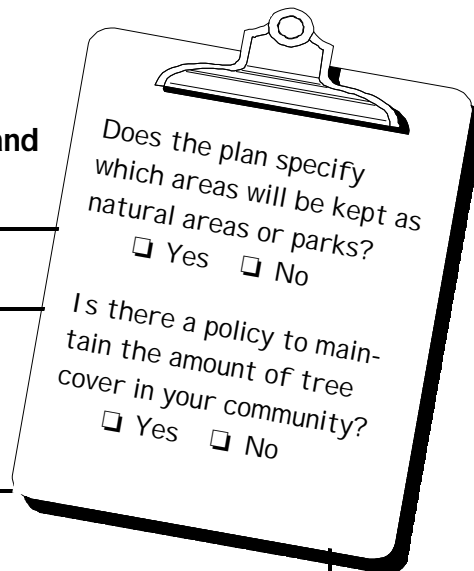 and
Does the plan specify
which areas will be kept as
natural areas or parks?
❏ Yes ❏ No
Is there a policy to main-
tain the amount of tree
cover in your community?
❏ Yes ❏ No